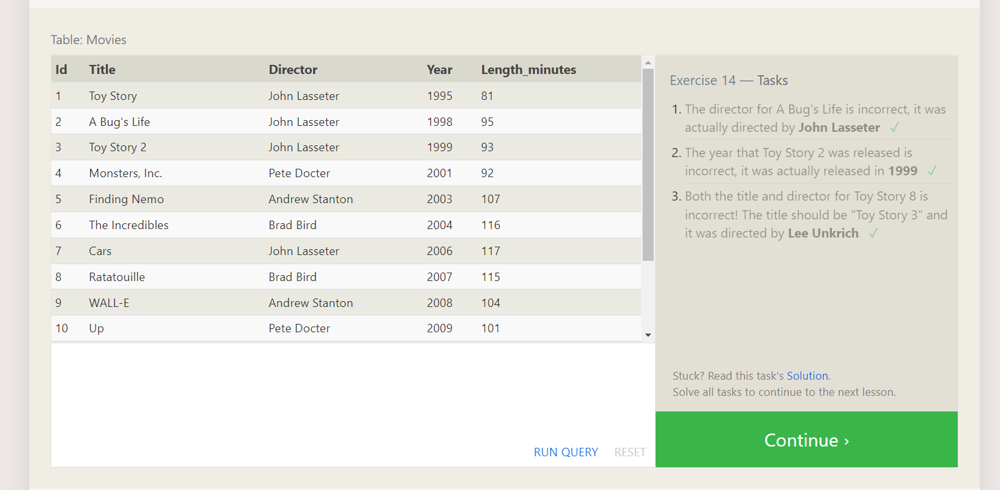 Table: Movies
Id Title Director Year Length_minutes
1 Toy Story John Lasseter 1995 81
2 A Bug's Life John Lasseter 1998 95
3 Toy Story 2 John Lasseter 1999 93
4 Monsters, Inc. Pete Docter 2001 92
5 Finding Nemo Andrew Stanton 2003 107
6 The Incredibles Brad Bird 2004 116
7 Cars John Lasseter 2006 117
8 Ratatouille Brad Bird 2007 115
9 WALL-E Andrew Stanton 2008 104
10 Up Pete Docter 2009 101
RUN QUERY RESET
Exercise 14 — Tasks
1. The director for A Bug's Life is incorrect, it was
actually directed by John Lasseter ✓
2. The year that Toy Story 2 was released is
incorrect, it was actually released in 1999 ✓
3. Both the title and director for Toy Story 8 is
incorrect! The title should be "Toy Story 3" and
it was directed by Lee Unkrich ✓
Stuck? Read this task's Solution.
Solve all tasks to continue to the next lesson.
Continue ›